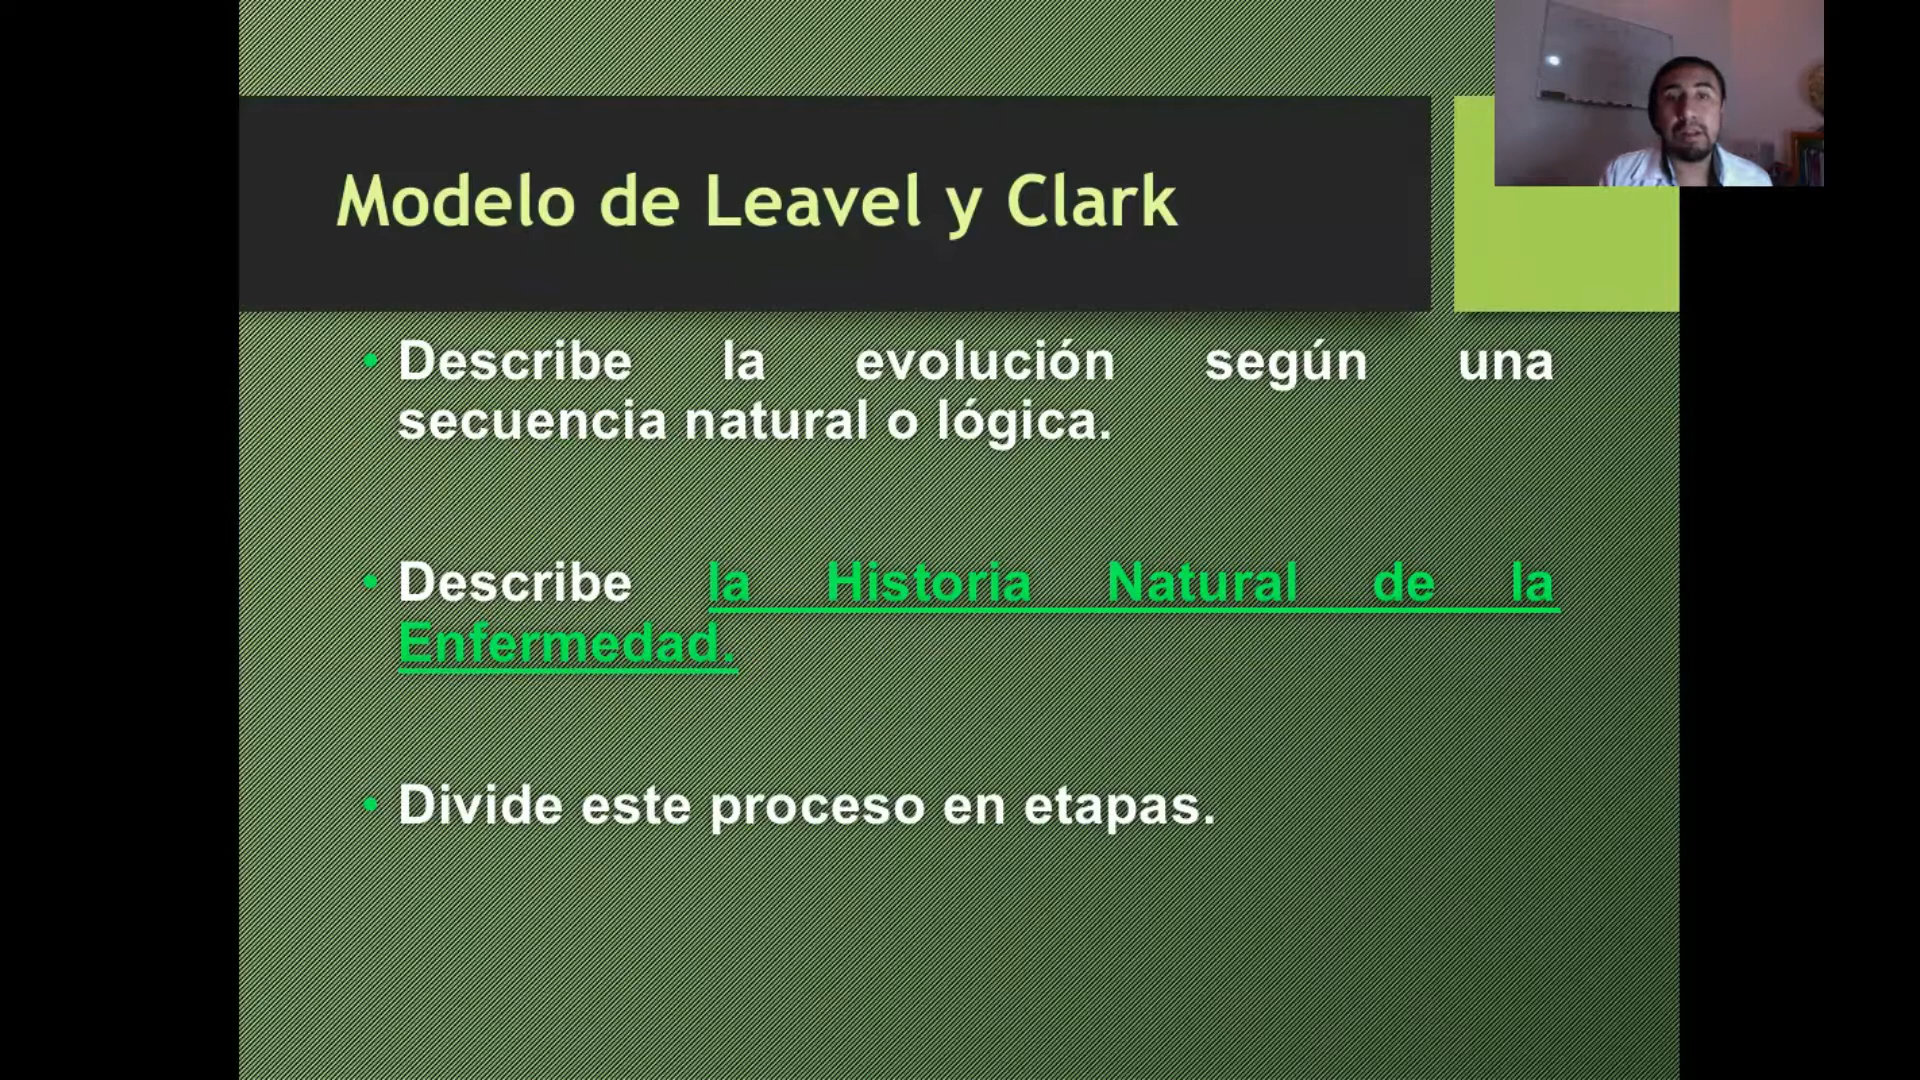 Modelo de Leavel y Clark
• Describe la evolución según una
secuencia natural o lógica.
• Describe la Historia Natural de la
Enfermedad.
• Divide este proceso en etapas.